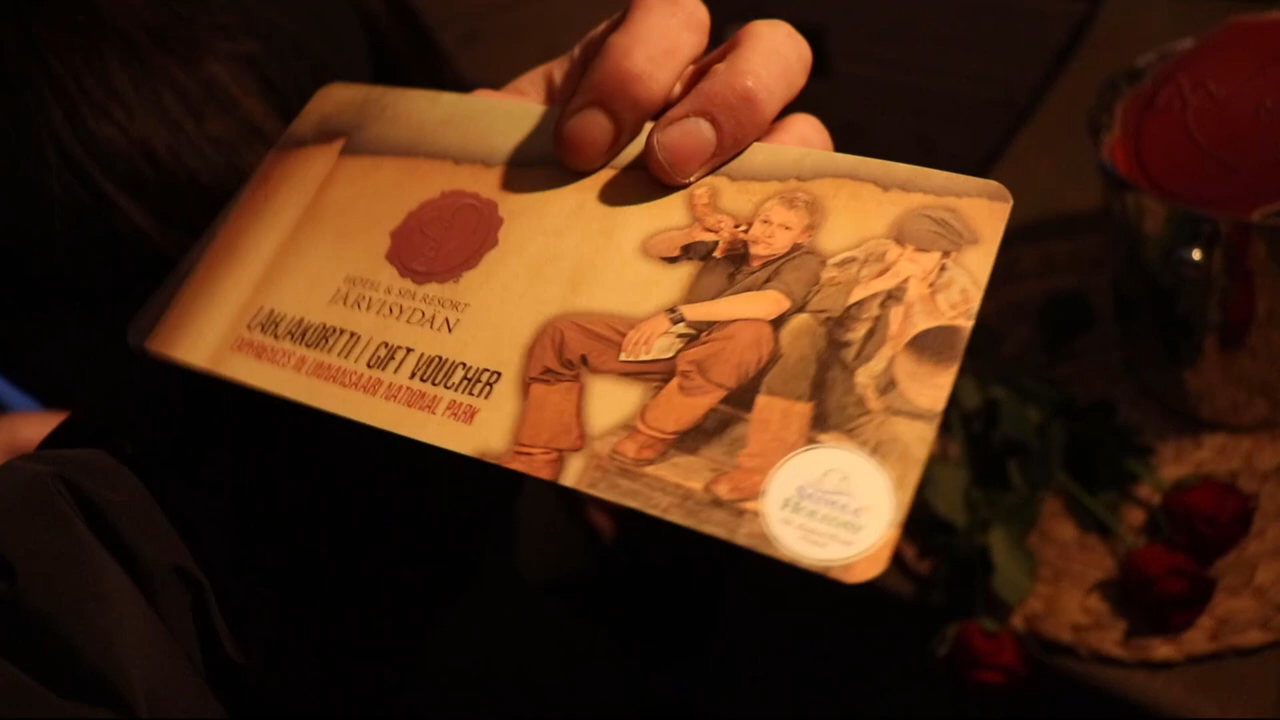 HOTEL & SPA RESORT
JÄRVISYDÄN
LAHJAKORTTI | GIFT VOUCHER
EXPERIENCES IN LINNANSAARI NATIONAL PARK